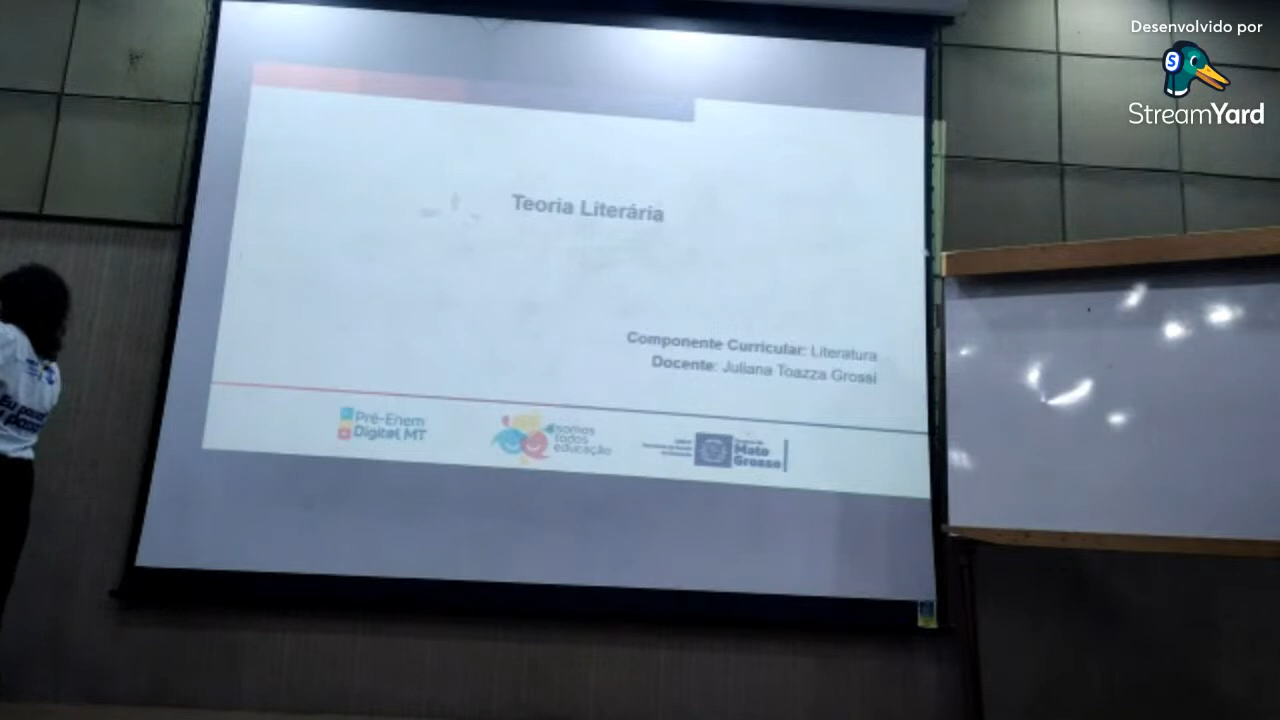 Desenvolvido por
StreamYard
Teoria Literária
Componente Curricular: Literatura
Docente: Juliana Toazza Grossi
Pré-Enem
Digital MT
somos
todos
educação
Mato
Grosso
Eu